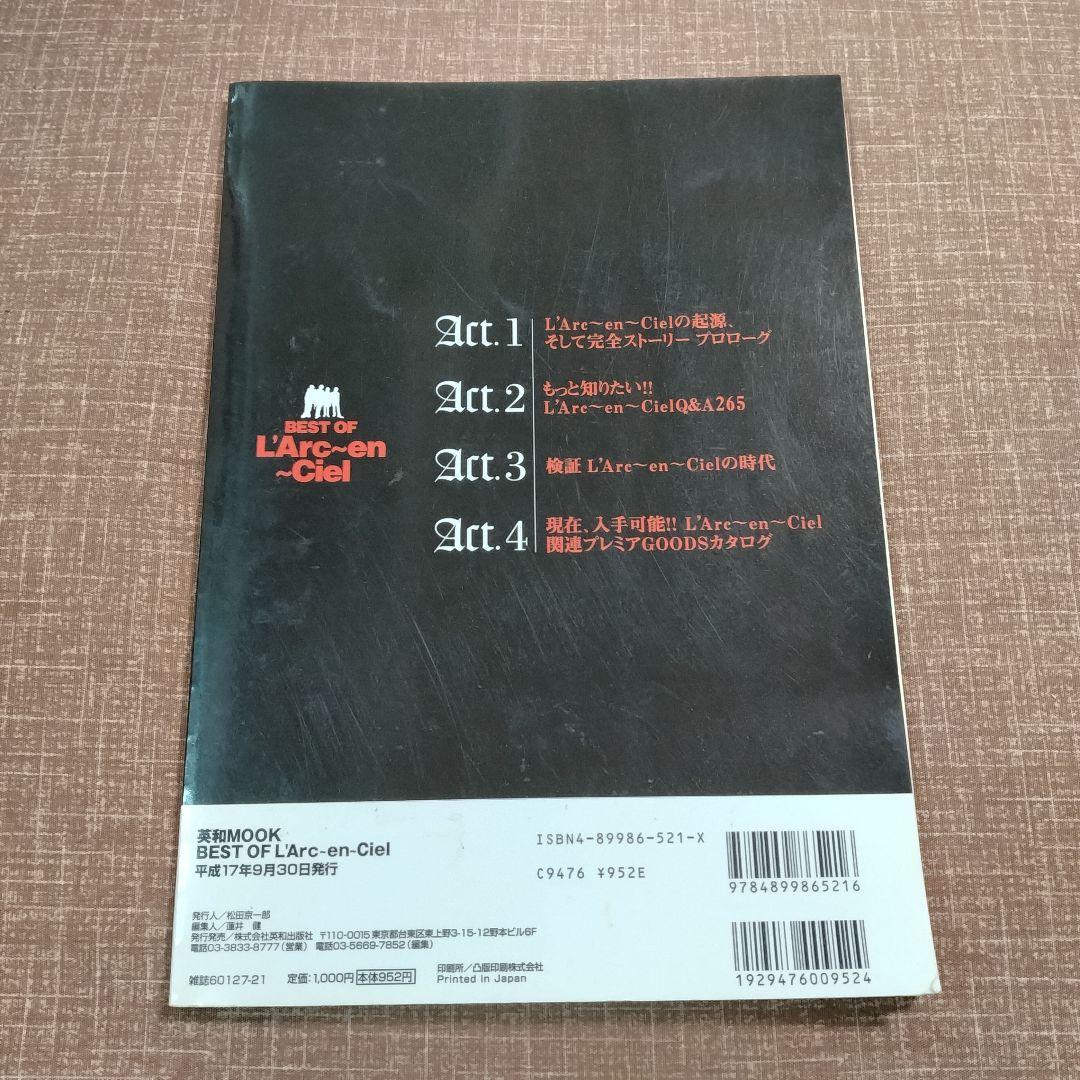 Act.1
L'Arc〜en〜Cielの起源、
そして完全ストーリー プロローグ
Act.2
もっと知りたい!!
L'Arc〜en〜CielQ&A265
Act.3
検証 L'Arc〜en〜Cielの時代
Act.4
現在、入手可能!! L'Arc〜en〜Ciel
関連プレミアGOODSカタログ
BEST OF
L'Arc~en
~Ciel
英和MOOK
BEST OF L'Arc~en~Ciel
平成17年9月30日発行
発行人／松田京一郎
編集人／蓮井 健
発行発売／株式会社英和出版社 〒110-0015 東京都台東区東上野3-15-12野本ビル6F
電話03-3833-8777（営業） 電話03-5669-7852（編集）
雑誌60127-21 定価：1,000円 本体952円
印刷所／凸版印刷株式会社
Printed in Japan
ISBN4-89986-521-X
C9476 ¥952E
9784899865216
1929476009524